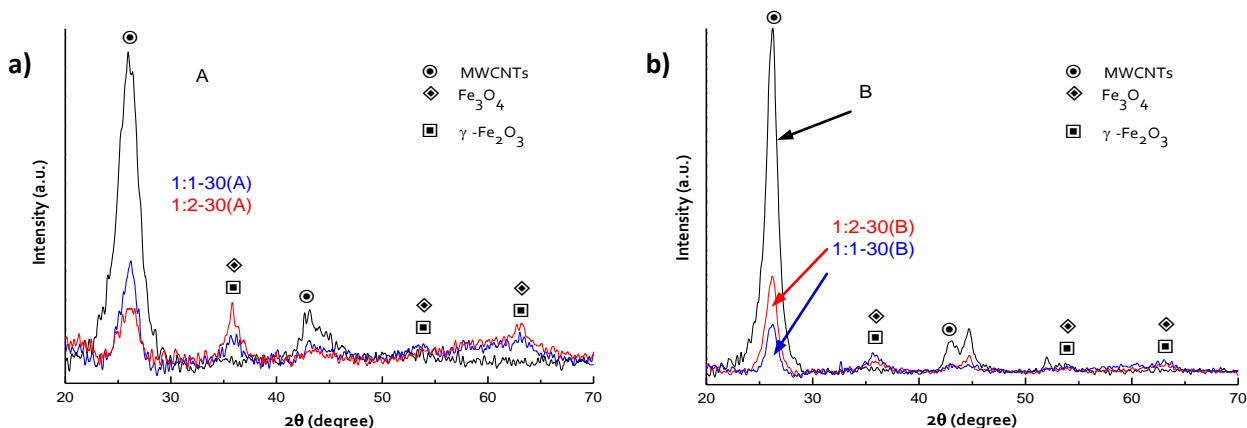 a)
A
MWCNTs
Fe3O4
γ -Fe2O3
1:1-30(A)
1:2-30(A)
Intensity (a.u.)
20 30 40 50 60 70
2θ (degree)
b)
B
MWCNTs
Fe3O4
γ -Fe2O3
1:2-30(B)
1:1-30(B)
Intensity (a.u.)
20 30 40 50 60 70
2θ (degree)